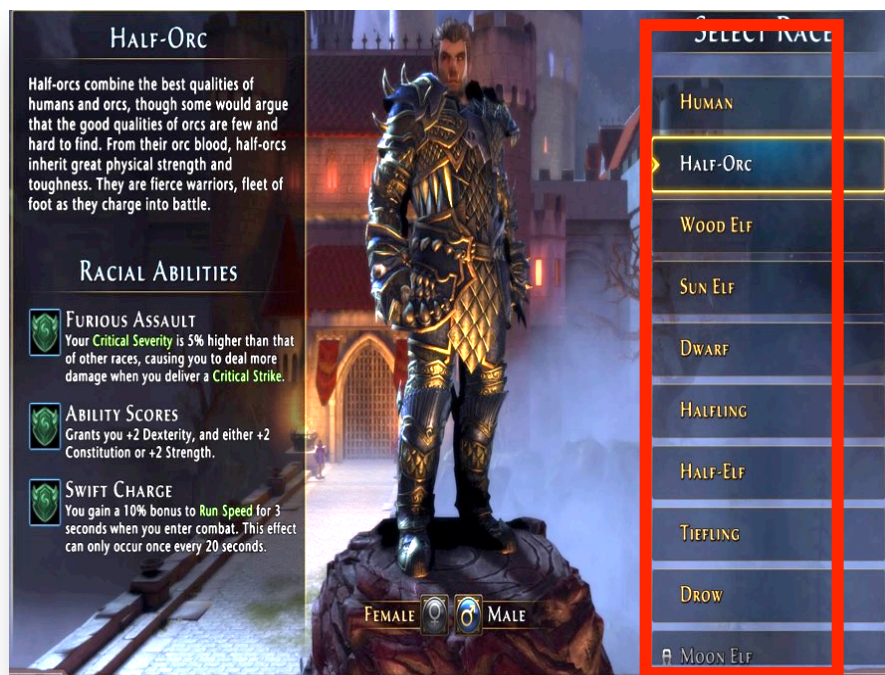 Half-Orc
Half-orcs combine the best qualities of
humans and orcs, though some would argue
that the good qualities of orcs are few and
hard to find. From their orc blood, half-orcs
inherit great physical strength and
toughness. They are fierce warriors, fleet of
foot as they charge into battle.
Racial Abilities
Furious Assault
Your Critical Severity is 5% higher than that
of other races, causing you to deal more
damage when you deliver a Critical Strike.
Ability Scores
Grants you +2 Dexterity, and either +2
Constitution or +2 Strength.
Swift Charge
You gain a 10% bonus to Run Speed for 3
seconds when you enter combat. This effect
can only occur once every 20 seconds.
Female Male
Select Race
Human
Half-Orc
Wood Elf
Sun Elf
Dwarf
Halfling
Half-Elf
Tiefling
Drow
Moon Elf